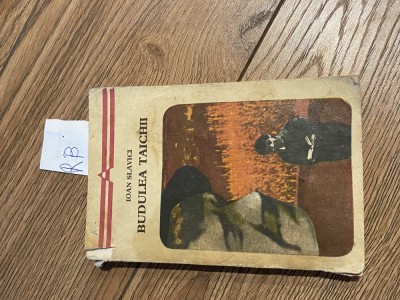 IOAN SLAVICI
BUDULEA TAICHII
RB